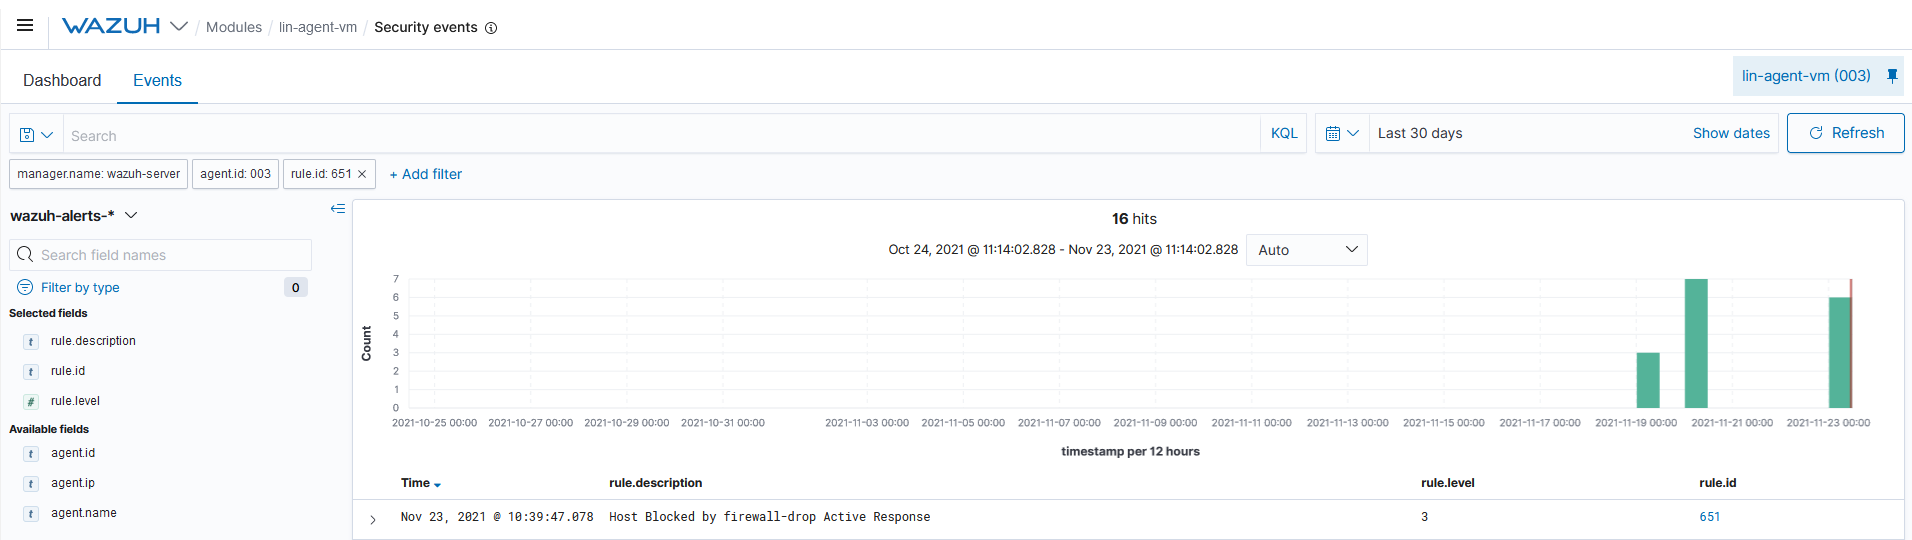 WAZUH / Modules / lin-agent-vm / Security events
Dashboard Events lin-agent-vm (003)
Search KQL Last 30 days Show dates Refresh
manager.name: wazuh-server agent.id: 003 rule.id: 651 + Add filter
wazuh-alerts-*
Search field names
Filter by type 0
Selected fields
t rule.description
t rule.id
# rule.level
Available fields
t agent.id
t agent.ip
t agent.name
16 hits
Oct 24, 2021 @ 11:14:02.828 - Nov 23, 2021 @ 11:14:02.828 Auto
Count
7
6
5
4
3
2
1
0
2021-10-25 00:00 2021-10-27 00:00 2021-10-29 00:00 2021-10-31 00:00 2021-11-03 00:00 2021-11-05 00:00 2021-11-07 00:00 2021-11-09 00:00 2021-11-11 00:00 2021-11-13 00:00 2021-11-15 00:00 2021-11-17 00:00 2021-11-19 00:00 2021-11-21 00:00 2021-11-23 00:00
timestamp per 12 hours
Time rule.description rule.level rule.id
Nov 23, 2021 @ 10:39:47.078 Host Blocked by firewall-drop Active Response 3 651